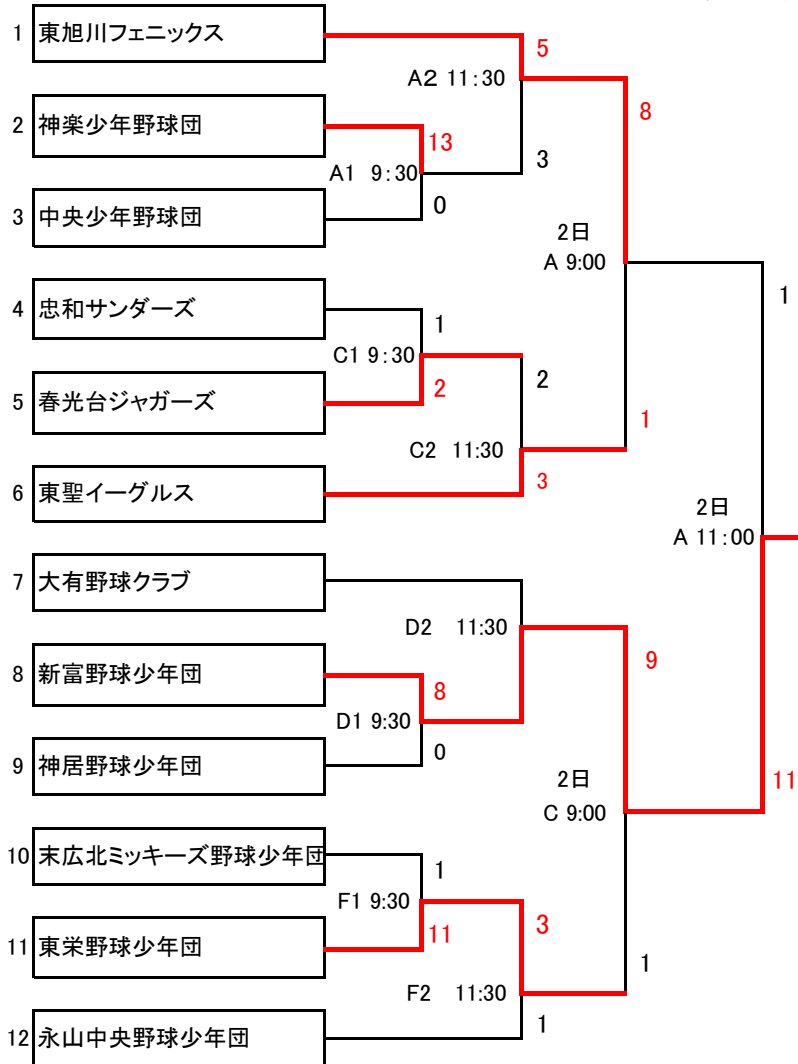 1 東旭川フェニックス
5
A2 11:30
8
2 神楽少年野球団
13
A1 9:30
3
3 中央少年野球団
0
2日
A 9:00
1
4 忠和サンダーズ
1
C1 9:30
2
5 春光台ジャガーズ
2
1
C2 11:30
6 東聖イーグルス
3
2日
A 11:00
7 大有野球クラブ
D2 11:30
9
8 新富野球少年団
8
D1 9:30
9 神居野球少年団
0
2日
C 9:00
11
10 末広北ミッキーズ野球少年団
1
F1 9:30
3
11 東栄野球少年団
11
1
F2 11:30
12 永山中央野球少年団
1